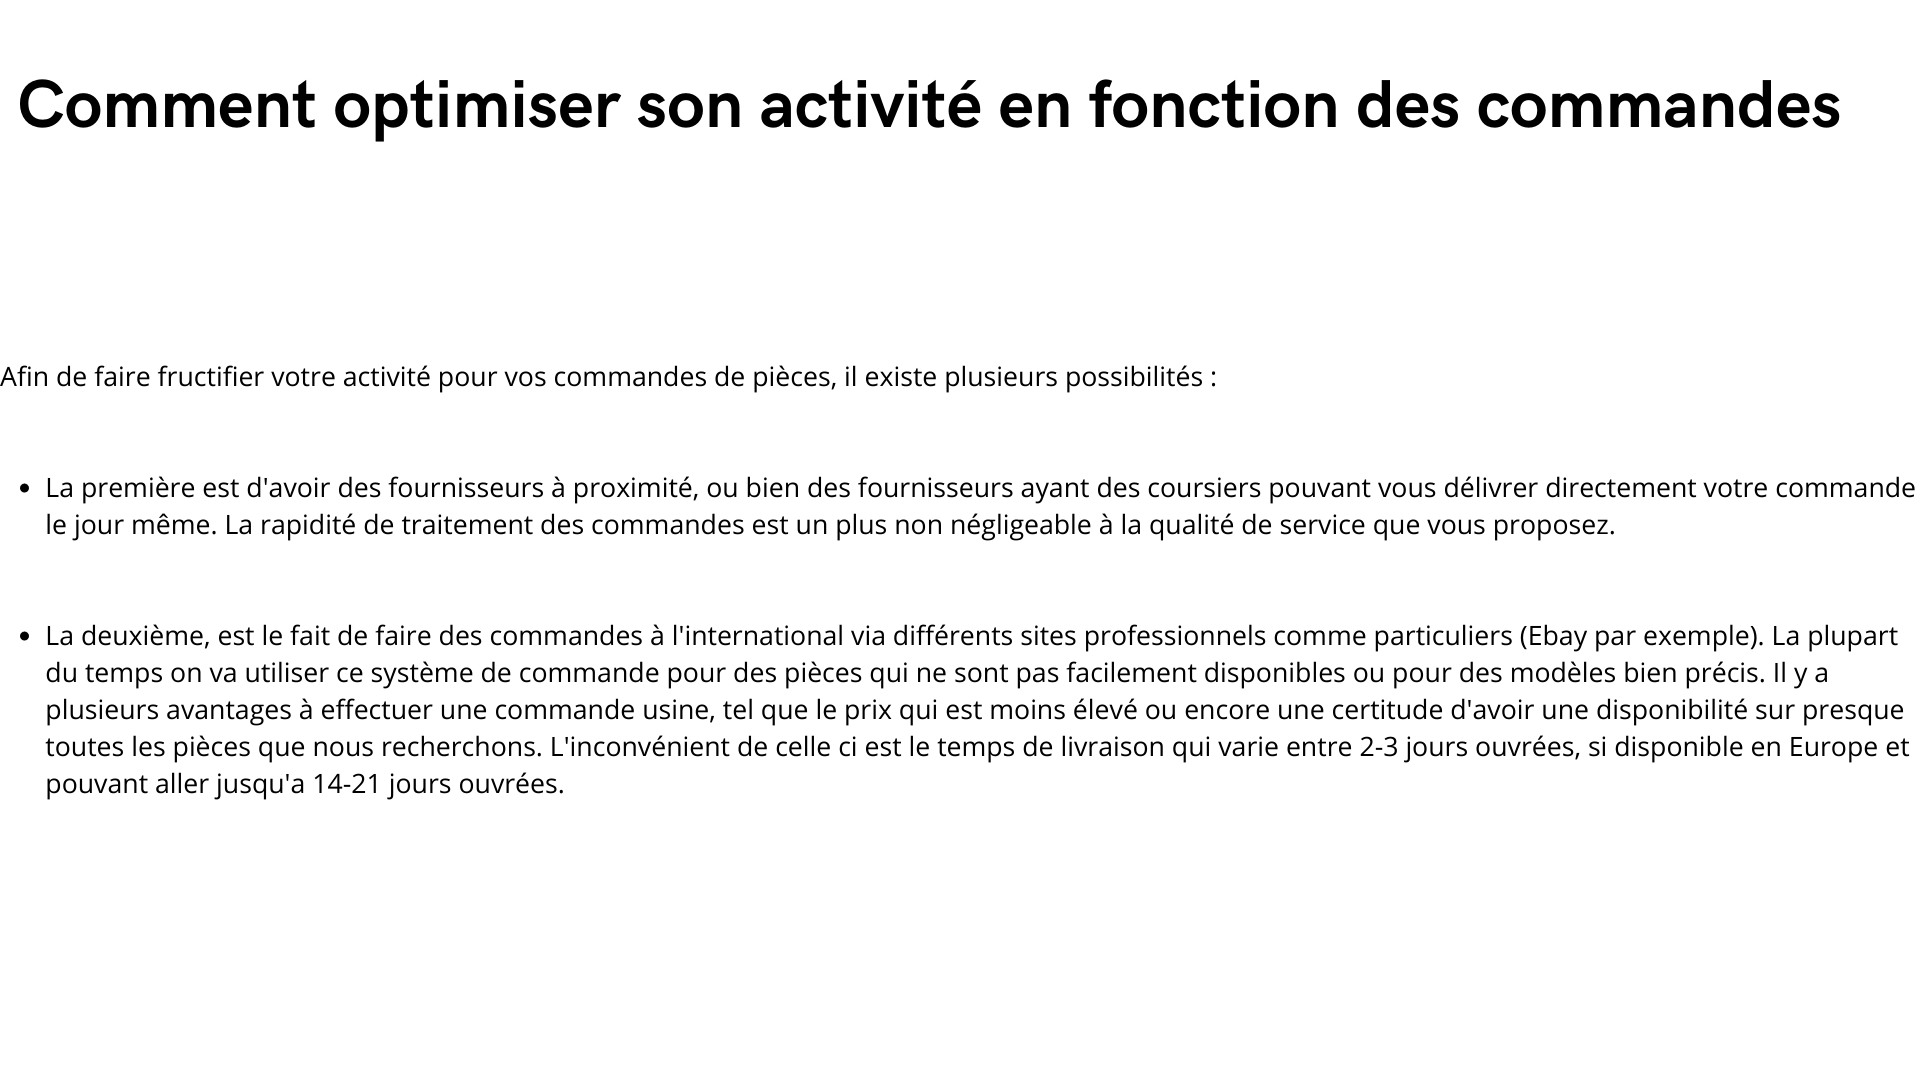 Comment optimiser son activité en fonction des commandes
Afin de faire fructifier votre activité pour vos commandes de pièces, il existe plusieurs possibilités :
• La première est d'avoir des fournisseurs à proximité, ou bien des fournisseurs ayant des coursiers pouvant vous délivrer directement votre commande
le jour même. La rapidité de traitement des commandes est un plus non négligeable à la qualité de service que vous proposez.
• La deuxième, est le fait de faire des commandes à l'international via différents sites professionnels comme particuliers (Ebay par exemple). La plupart
du temps on va utiliser ce système de commande pour des pièces qui ne sont pas facilement disponibles ou pour des modèles bien précis. Il y a
plusieurs avantages à effectuer une commande usine, tel que le prix qui est moins élevé ou encore une certitude d'avoir une disponibilité sur presque
toutes les pièces que nous recherchons. L'inconvénient de celle ci est le temps de livraison qui varie entre 2-3 jours ouvrées, si disponible en Europe et
pouvant aller jusqu'a 14-21 jours ouvrées.